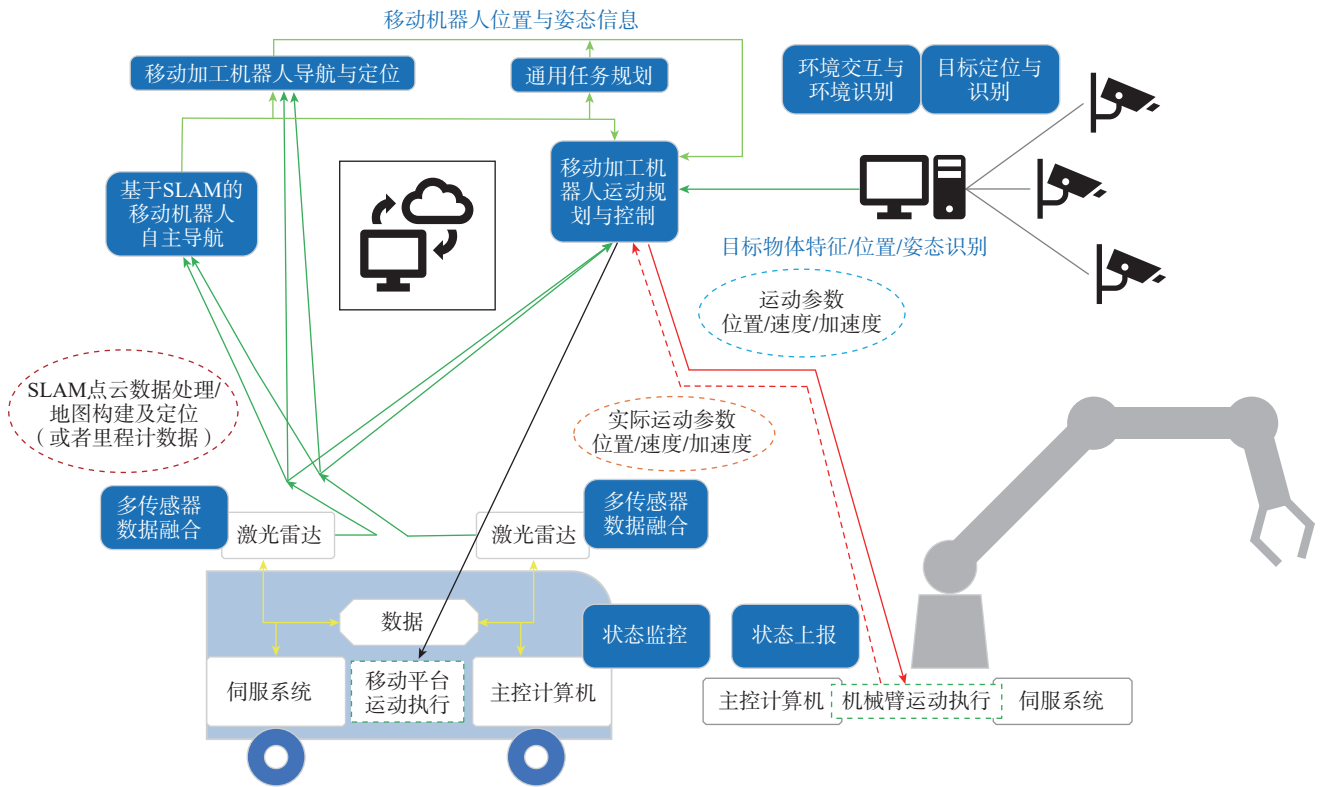 移动机器人位置与姿态信息
移动加工机器人导航与定位
通用任务规划
环境交互与
环境识别
目标定位与
识别
基于SLAM的
移动机器人
自主导航
移动加工机
器人运动规
划与控制
目标物体特征/位置/姿态识别
运动参数
位置/速度/加速度
SLAM点云数据处理/
地图构建及定位
（或者里程计数据）
实际运动参数
位置/速度/加速度
多传感器
数据融合
激光雷达
激光雷达
多传感器
数据融合
数据
状态监控
状态上报
伺服系统
移动平台
运动执行
主控计算机
主控计算机
机械臂运动执行
伺服系统